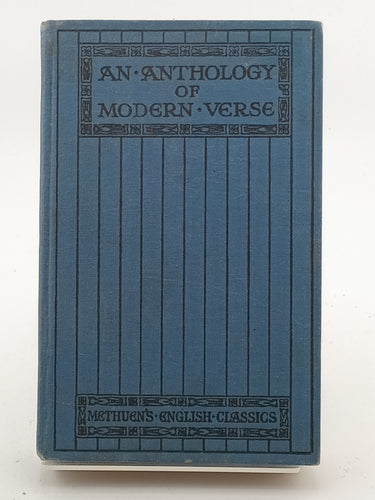 AN·ANTHOLOGY
OF
MODERN·VERSE
METHUEN'S·ENGLISH·CLASSICS